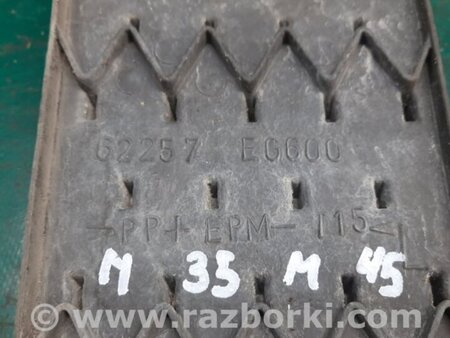 62257 EG600
>PP+EPM-T15<
M 35 M 45
www.razborki.com